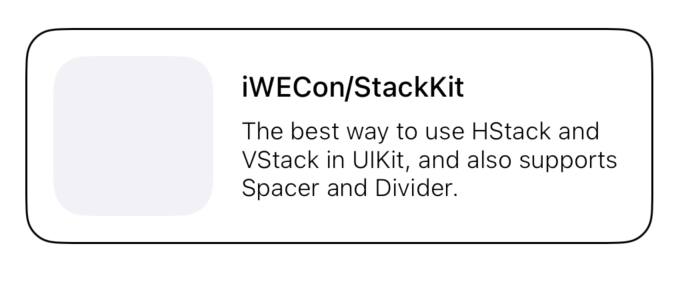 iWECon/StackKit
The best way to use HStack and
VStack in UIKit, and also supports
Spacer and Divider.